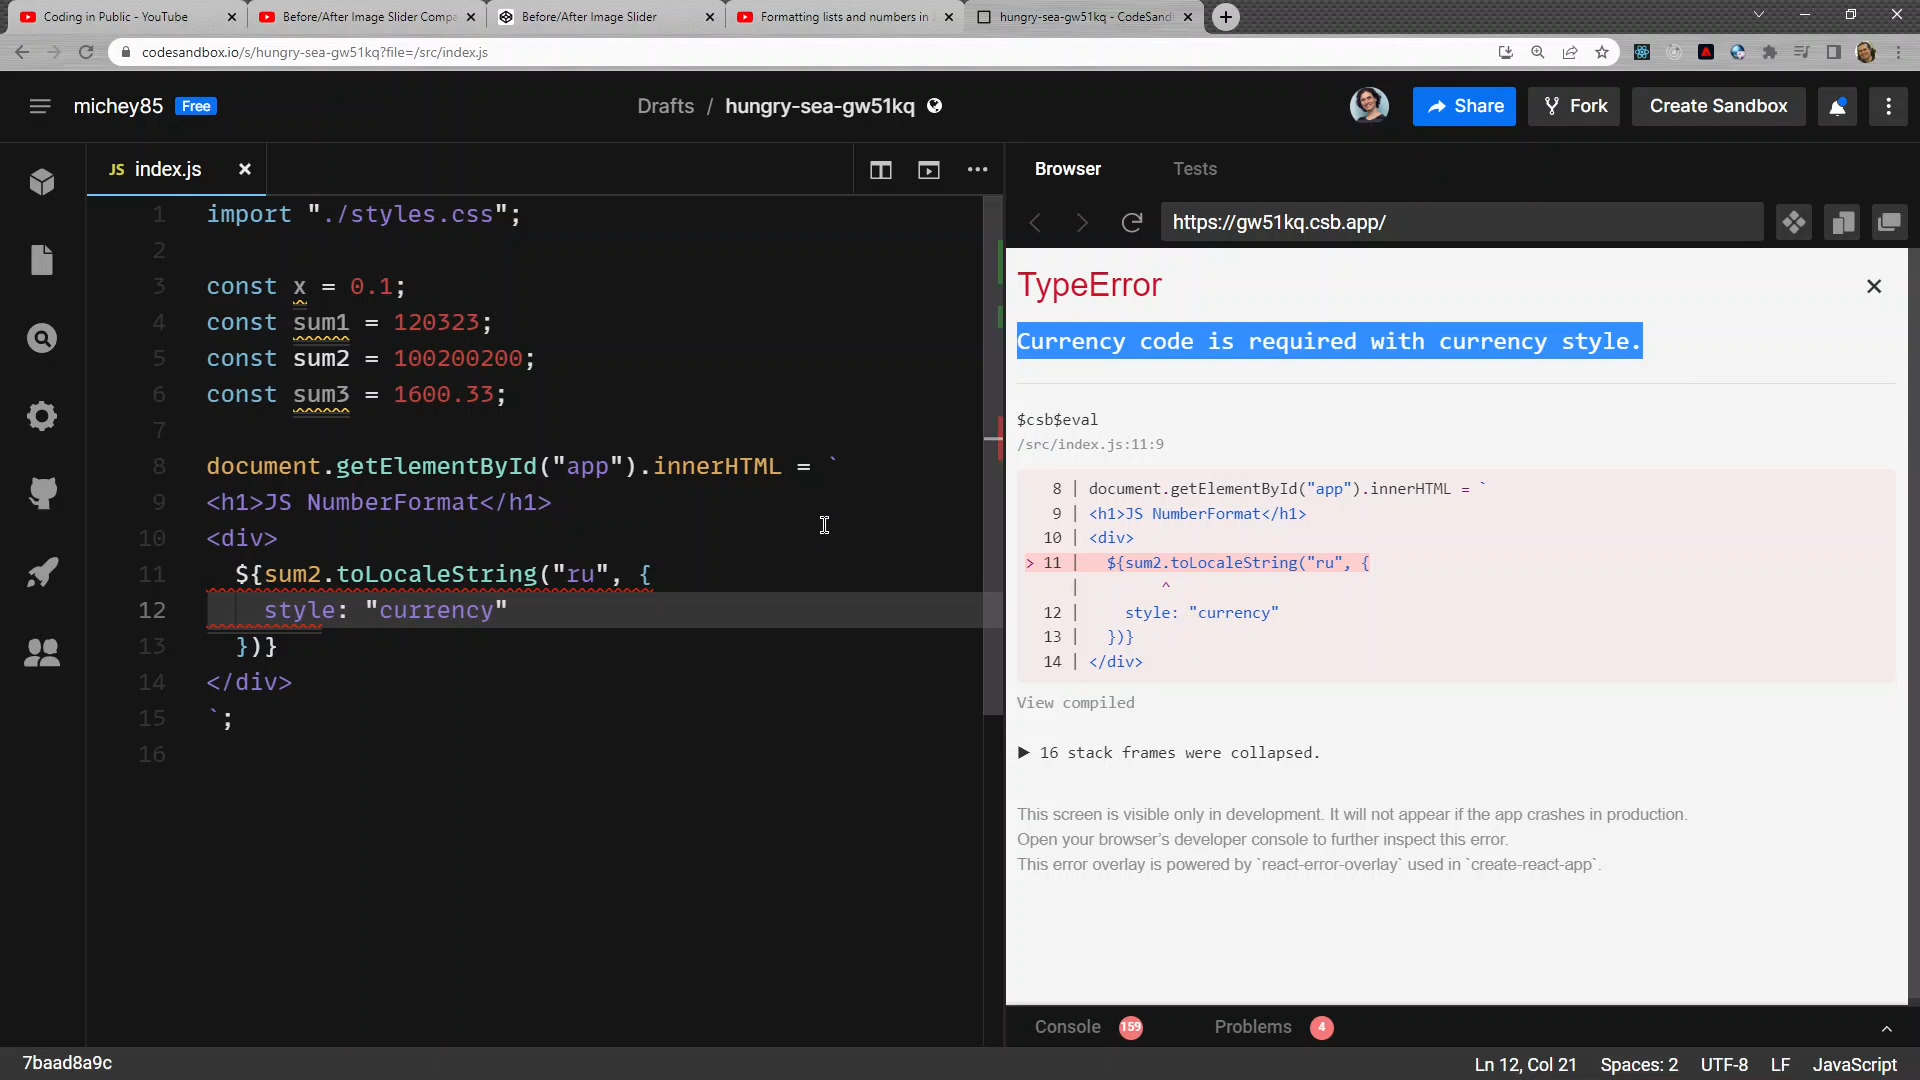 Coding in Public - YouTube
Before/After Image Slider Compa
Before/After Image Slider
Formatting lists and numbers in
hungry-sea-gw51kq - CodeSand
codesandbox.io/s/hungry-sea-gw51kq?file=/src/index.js
michey85 Free
Drafts / hungry-sea-gw51kq
Share
Fork
Create Sandbox
JS index.js
1 import "./styles.css";
2
3 const x = 0.1;
4 const sum1 = 120323;
5 const sum2 = 100200200;
6 const sum3 = 1600.33;
7
8 document.getElementById("app").innerHTML = `
9 <h1>JS NumberFormat</h1>
10 <div>
11 ${sum2.toLocaleString("ru", {
12 style: "currency"
13 })}
14 </div>
15 `;
16
Browser
Tests
https://gw51kq.csb.app/
TypeError
Currency code is required with currency style.
$csb$eval
/src/index.js:11:9
8 | document.getElementById("app").innerHTML = `
9 | <h1>JS NumberFormat</h1>
10 | <div>
> 11 | ${sum2.toLocaleString("ru", {
| ^
12 | style: "currency"
13 | })}
14 | </div>
View compiled
▶ 16 stack frames were collapsed.
This screen is visible only in development. It will not appear if the app crashes in production.
Open your browser's developer console to further inspect this error.
This error overlay is powered by `react-error-overlay` used in `create-react-app`.
Console 159
Problems 4
7baad8a9c
Ln 12, Col 21
Spaces: 2
UTF-8
LF
JavaScript